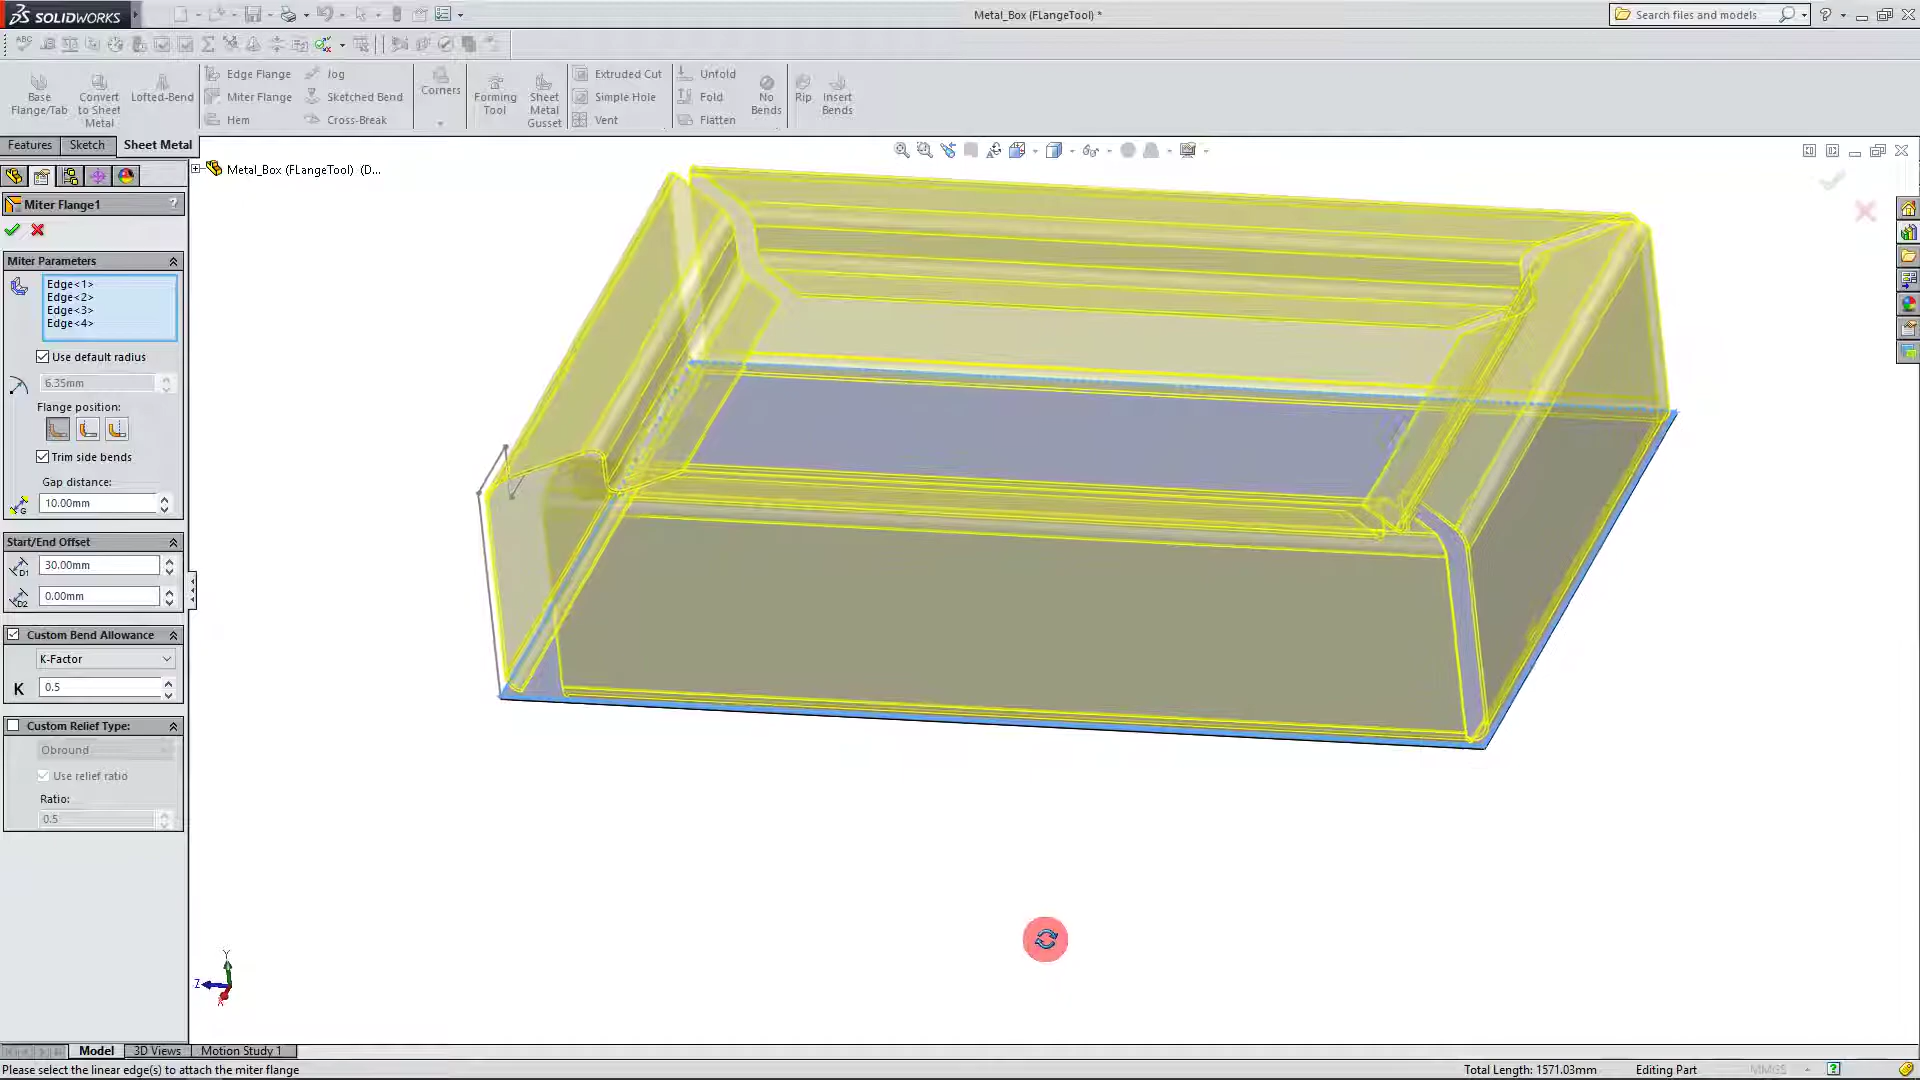 SOLIDWORKS
Metal_Box (FLangeTool) *
Search files and models
Base Flange/Tab
Convert to Sheet Metal
Lofted-Bend
Edge Flange
Miter Flange
Hem
Jog
Sketched Bend
Cross-Break
Corners
Forming Tool
Sheet Metal Gusset
Extruded Cut
Simple Hole
Vent
Unfold
Fold
Flatten
No Bends
Rip
Insert Bends
Features
Sketch
Sheet Metal
Metal_Box (FLangeTool) (D...
Miter Flange1
?
Miter Parameters
Edge<1>
Edge<2>
Edge<3>
Edge<4>
Use default radius
6.35mm
Flange position:
Trim side bends
Gap distance:
10.00mm
Start/End Offset
D1
30.00mm
D2
0.00mm
Custom Bend Allowance
K-Factor
K
0.5
Custom Relief Type:
Obround
Use relief ratio
Ratio:
0.5
Y
Z
X
Model
3D Views
Motion Study 1
Please select the linear edge(s) to attach the miter flange
Total Length: 1571.03mm
Editing Part
MMGS